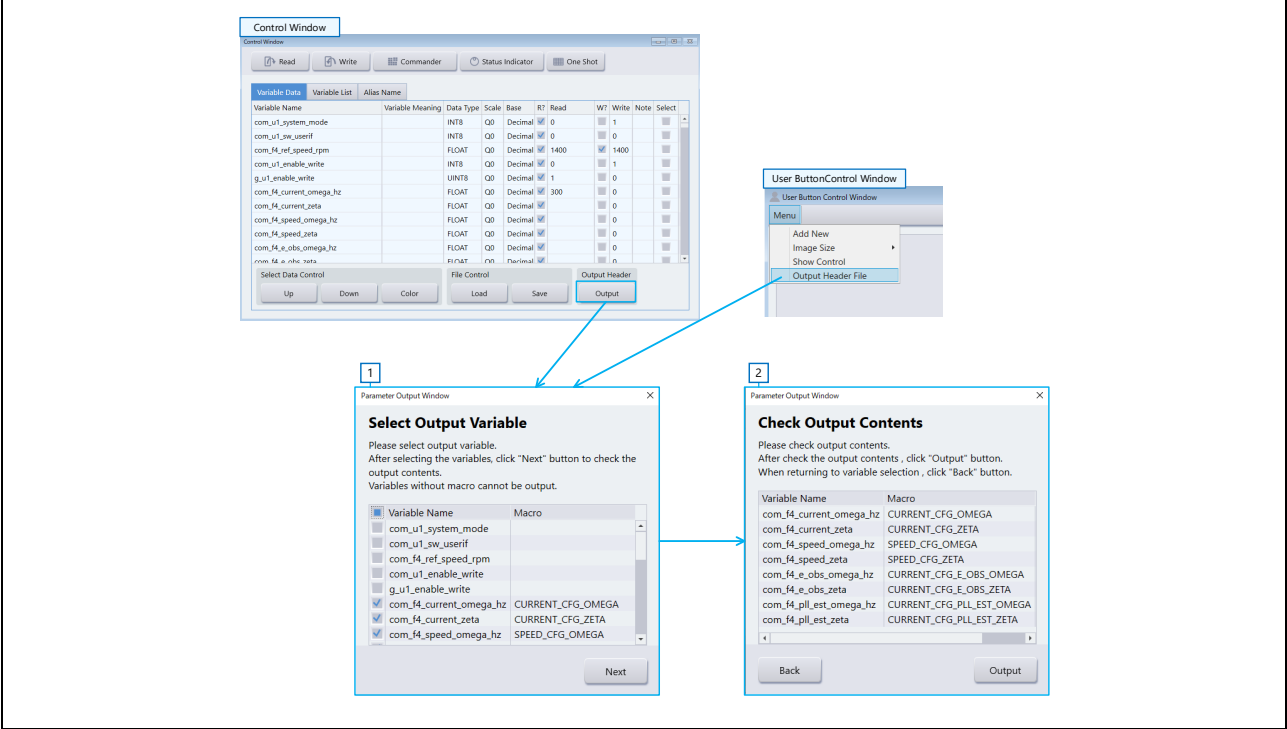 Control Window
Control Window
Read Write Commander Status Indicator One Shot
Variable Data Variable List Alias Name
Variable Name Variable Meaning Data Type Scale Base R? Read W? Write Note Select
com_u1_system_mode INT8 Q0 Decimal 0 1
com_u1_sw_userif INT8 Q0 Decimal 0 0
com_f4_ref_speed_rpm FLOAT Q0 Decimal 1400 1400
com_u1_enable_write INT8 Q0 Decimal 0 1
g_u1_enable_write UINT8 Q0 Decimal 1 0
com_f4_current_omega_hz FLOAT Q0 Decimal 300 0
com_f4_current_zeta FLOAT Q0 Decimal 0
com_f4_speed_omega_hz FLOAT Q0 Decimal 0
com_f4_speed_zeta FLOAT Q0 Decimal 0
com_f4_e_obs_omega_hz FLOAT Q0 Decimal 0
com_f4_e_obs_zeta FLOAT Q0 Decimal 0
Select Data Control File Control Output Header
Up Down Color Load Save Output
User ButtonControl Window
User Button Control Window
Menu
Add New
Image Size
Show Control
Output Header File
1
Parameter Output Window
Select Output Variable
Please select output variable.
After selecting the variables, click "Next" button to check the
output contents.
Variables without macro cannot be output.
Variable Name Macro
com_u1_system_mode
com_u1_sw_userif
com_f4_ref_speed_rpm
com_u1_enable_write
g_u1_enable_write
com_f4_current_omega_hz CURRENT_CFG_OMEGA
com_f4_current_zeta CURRENT_CFG_ZETA
com_f4_speed_omega_hz SPEED_CFG_OMEGA
Next
2
Parameter Output Window
Check Output Contents
Please check output contents.
After check the output contents , click "Output" button.
When returning to variable selection , click "Back" button.
Variable Name Macro
com_f4_current_omega_hz CURRENT_CFG_OMEGA
com_f4_current_zeta CURRENT_CFG_ZETA
com_f4_speed_omega_hz SPEED_CFG_OMEGA
com_f4_speed_zeta SPEED_CFG_ZETA
com_f4_e_obs_omega_hz CURRENT_CFG_E_OBS_OMEGA
com_f4_e_obs_zeta CURRENT_CFG_E_OBS_ZETA
com_f4_pll_est_omega_hz CURRENT_CFG_PLL_EST_OMEGA
com_f4_pll_est_zeta CURRENT_CFG_PLL_EST_ZETA
Back Output